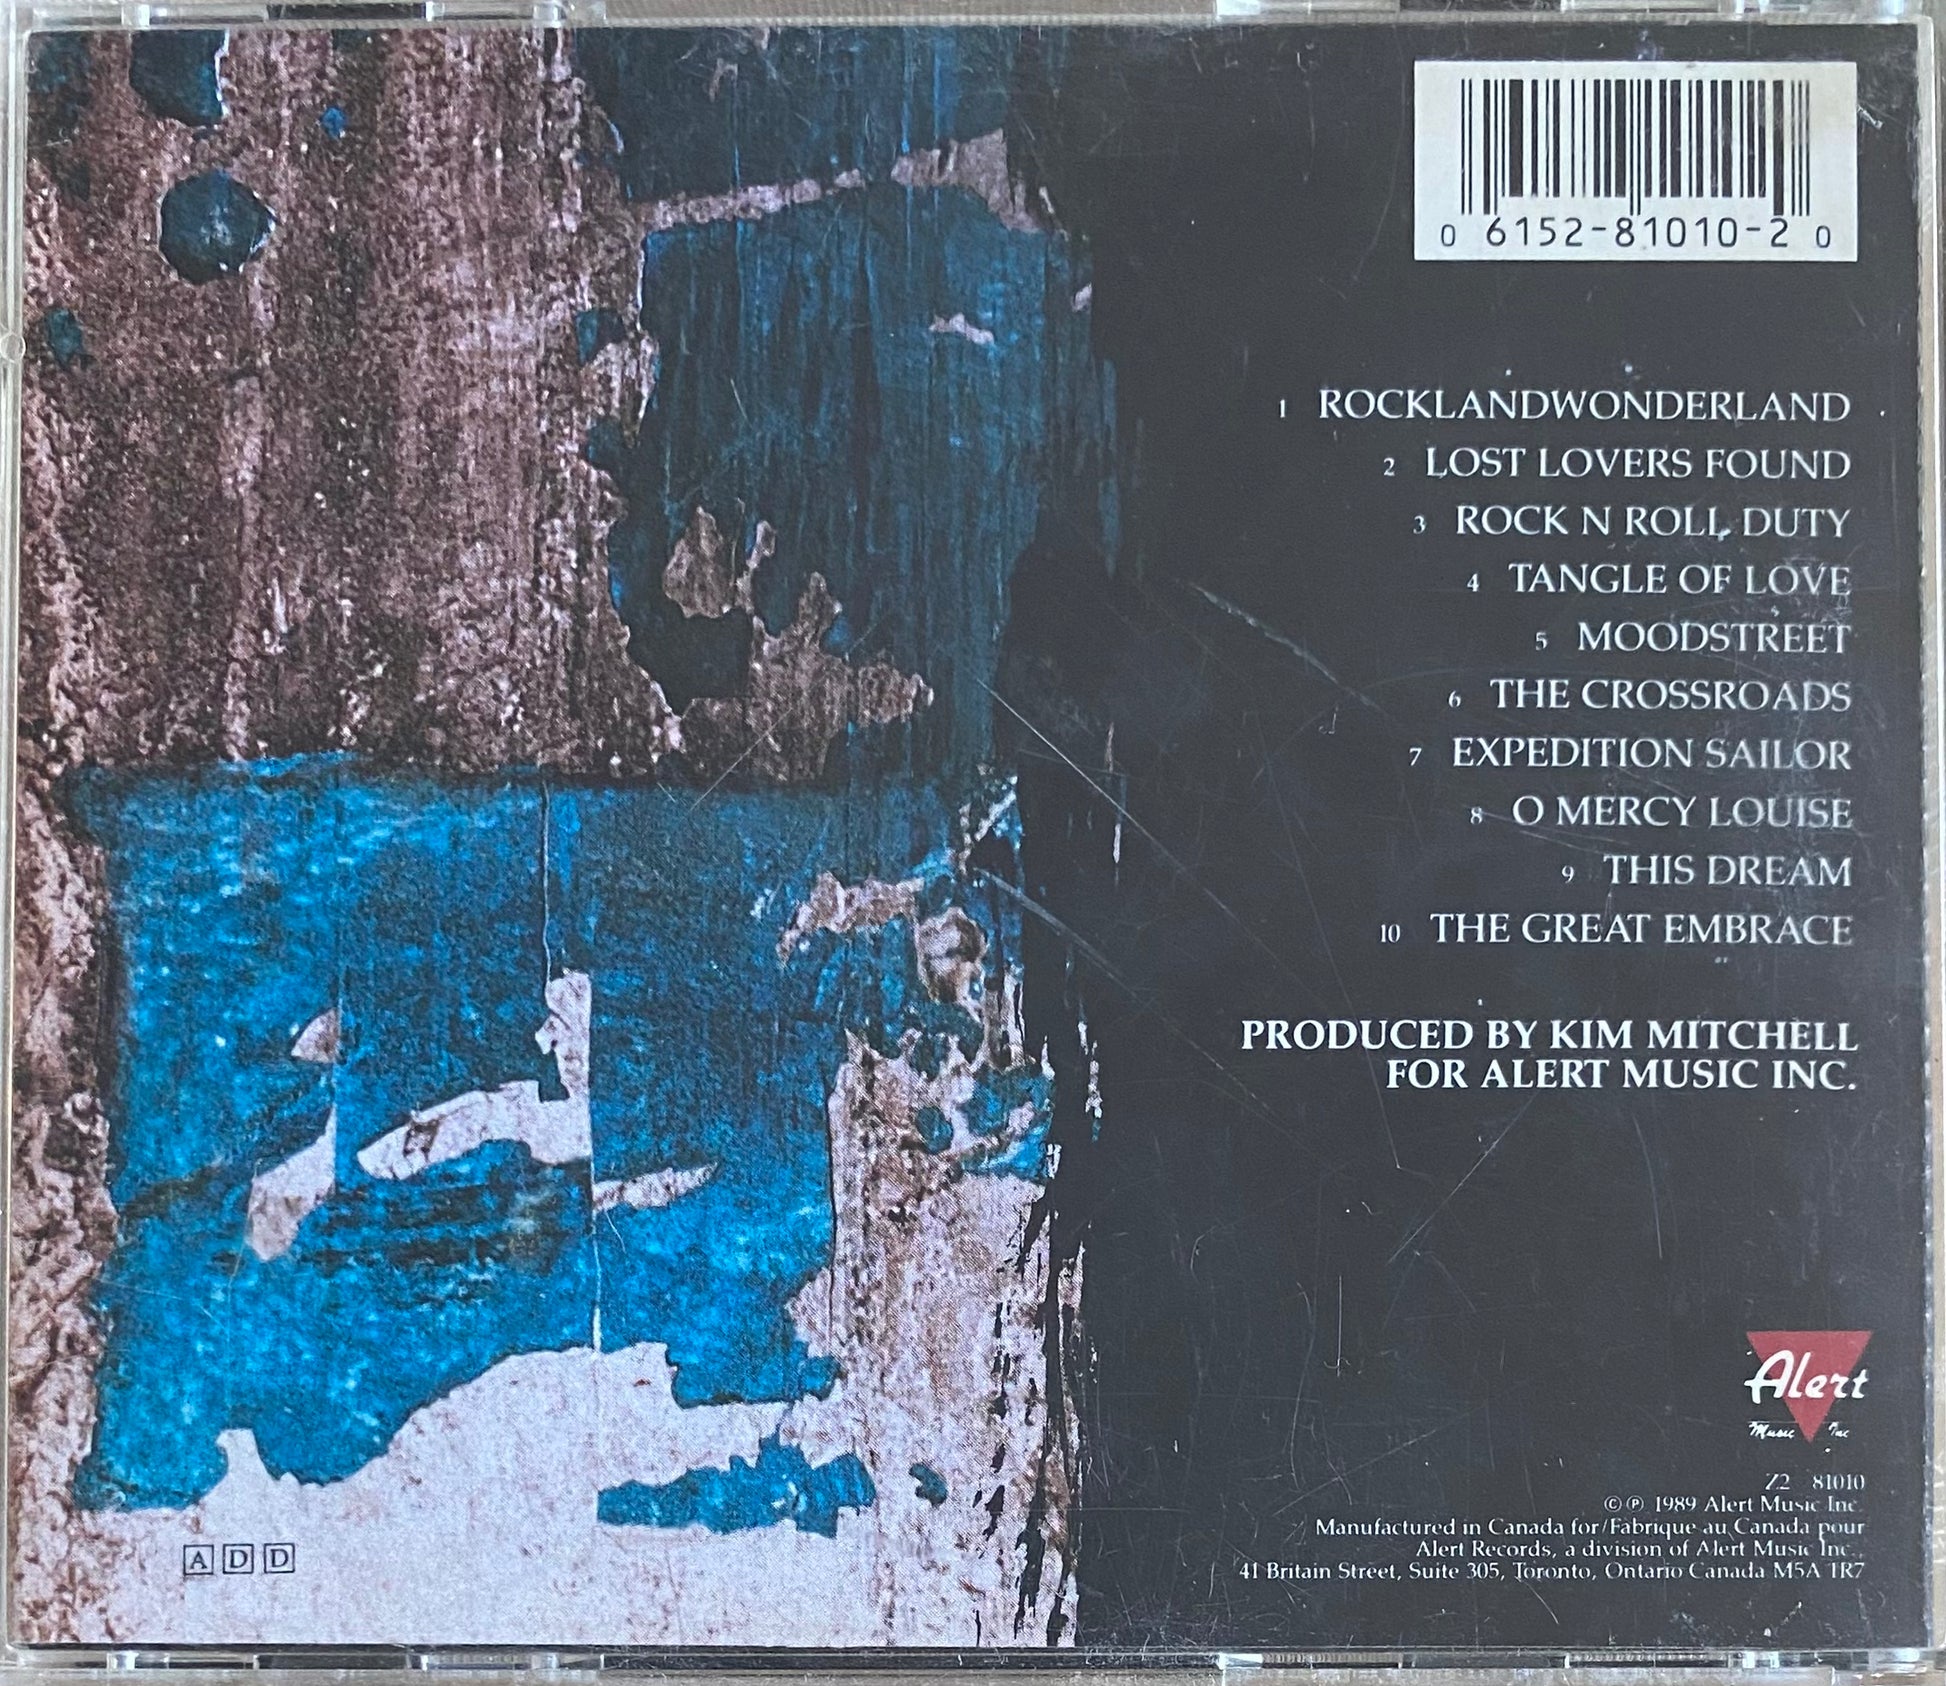 0 6152-81010-2 0
1 ROCKLANDWONDERLAND
2 LOST LOVERS FOUND
3 ROCK N ROLL DUTY
4 TANGLE OF LOVE
5 MOODSTREET
6 THE CROSSROADS
7 EXPEDITION SAILOR
8 O MERCY LOUISE
9 THIS DREAM
10 THE GREAT EMBRACE
PRODUCED BY KIM MITCHELL
FOR ALERT MUSIC INC.
Alert
Music Inc
Z2 81010
© ℗ 1989 Alert Music Inc.
Manufactured in Canada for/Fabrique au Canada pour
Alert Records, a division of Alert Music Inc.,
41 Britain Street, Suite 305, Toronto, Ontario Canada M5A 1R7
A D D